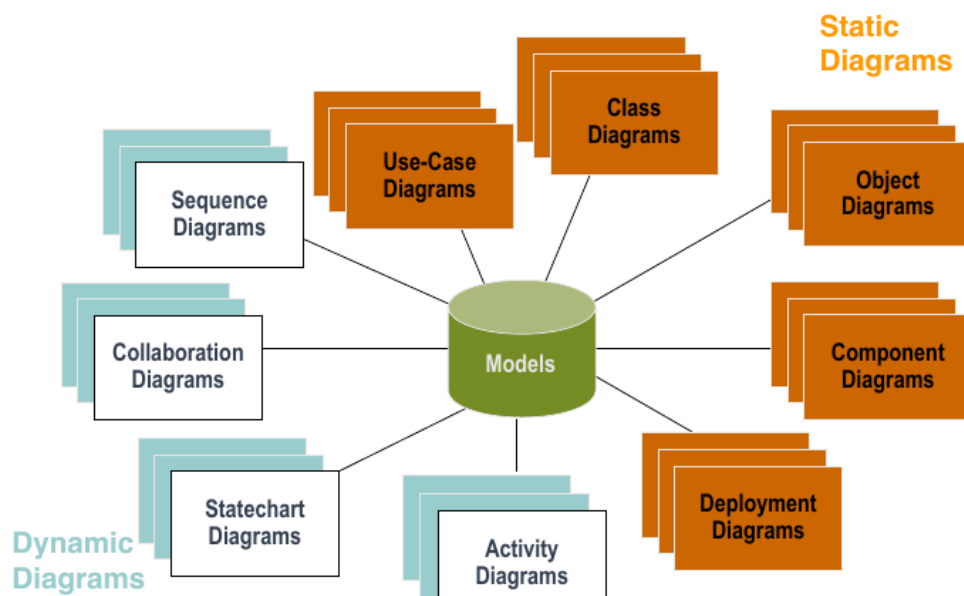 Static
Diagrams
Class
Diagrams
Use-Case
Diagrams
Object
Diagrams
Sequence
Diagrams
Models
Collaboration
Diagrams
Component
Diagrams
Statechart
Diagrams
Deployment
Diagrams
Activity
Diagrams
Dynamic
Diagrams